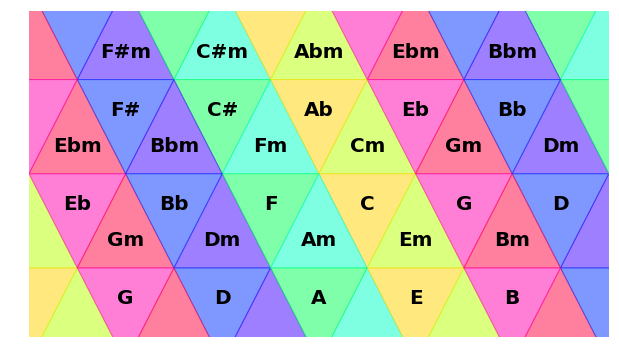 F#m C#m Abm Ebm Bbm
F# C# Ab Eb Bb
Ebm Bbm Fm Cm Gm Dm
Eb Bb F C G D
Gm Dm Am Em Bm
G D A E B